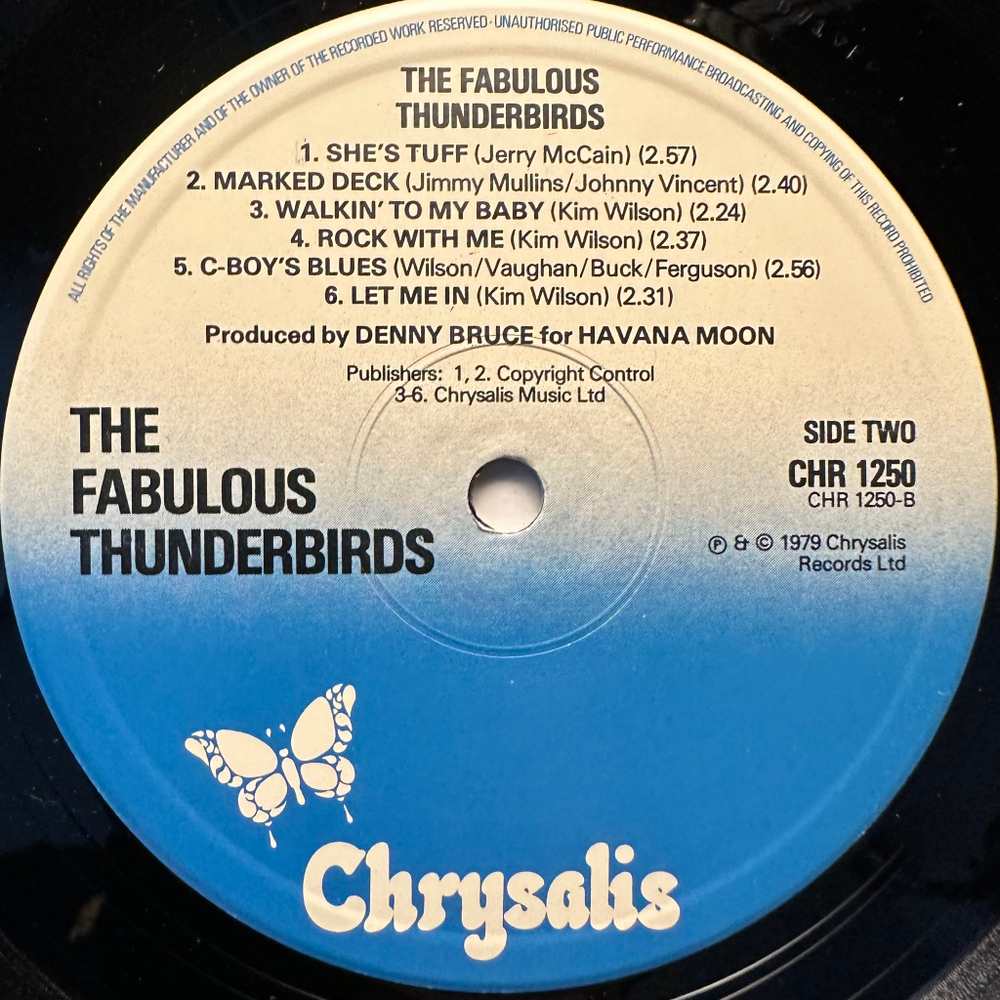 ALL RIGHTS OF THE MANUFACTURER AND OF THE OWNER OF THE RECORDED WORK RESERVED · UNAUTHORISED PUBLIC PERFORMANCE BROADCASTING AND COPYING OF THIS RECORD PROHIBITED
THE FABULOUS
THUNDERBIRDS
1. SHE'S TUFF (Jerry McCain) (2.57)
2. MARKED DECK (Jimmy Mullins/Johnny Vincent) (2.40)
3. WALKIN' TO MY BABY (Kim Wilson) (2.24)
4. ROCK WITH ME (Kim Wilson) (2.37)
5. C-BOY'S BLUES (Wilson/Vaughan/Buck/Ferguson) (2.56)
6. LET ME IN (Kim Wilson) (2.31)
Produced by DENNY BRUCE for HAVANA MOON
Publishers: 1, 2. Copyright Control
3-6. Chrysalis Music Ltd
THE
FABULOUS
THUNDERBIRDS
SIDE TWO
CHR 1250
CHR 1250-B
℗ & © 1979 Chrysalis
Records Ltd
Chrysalis